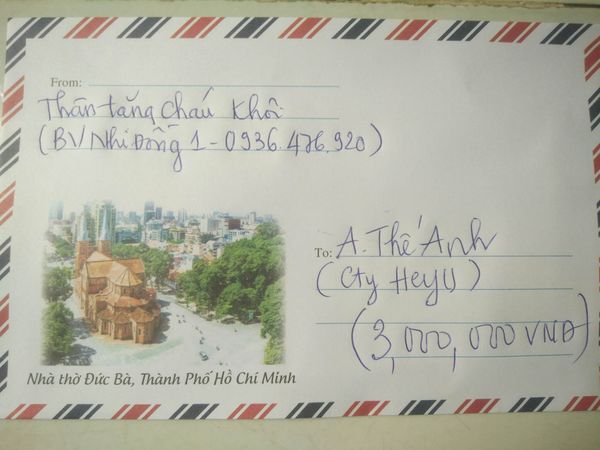 From:
Thân tặng cháu Khôi
(BV Nhi Đồng 1 - 0936.476.920)
To: A. Thế Anh
(Cty HeyU)
(3,000,000 VNĐ)
Nhà thờ Đức Bà, Thành Phố Hồ Chí Minh